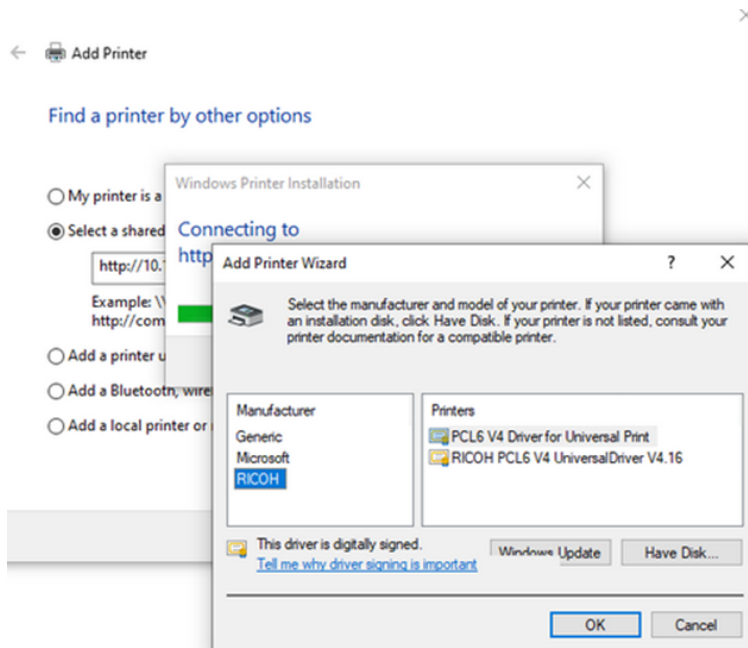 Add Printer
Find a printer by other options
My printer is a
Select a shared
http://10.
Example: \\
http://com
Add a printer u
Add a Bluetooth, wire
Add a local printer or
Windows Printer Installation
Connecting to
http
Add Printer Wizard
?
Select the manufacturer and model of your printer. If your printer came with
an installation disk, click Have Disk. If your printer is not listed, consult your
printer documentation for a compatible printer.
Manufacturer
Generic
Microsoft
RICOH
Printers
PCL6 V4 Driver for Universal Print
RICOH PCL6 V4 UniversalDriver V4.16
This driver is digitally signed.
Tell me why driver signing is important
Windows Update
Have Disk...
OK
Cancel